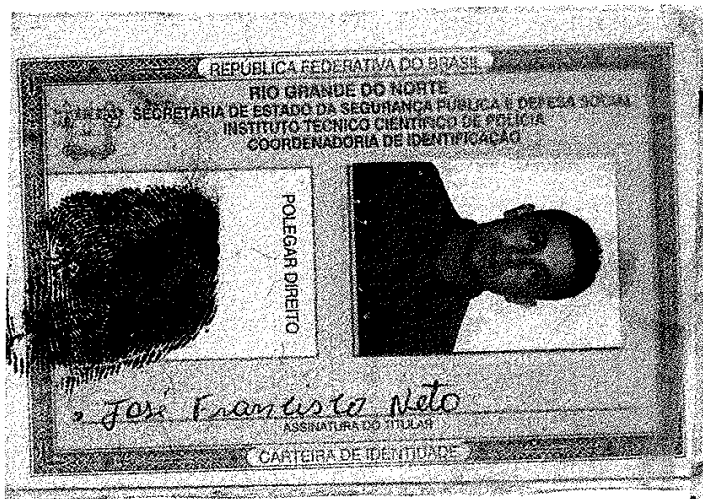 REPÚBLICA FEDERATIVA DO BRASIL
RIO GRANDE DO NORTE
SECRETARIA DE ESTADO DA SEGURANÇA PÚBLICA E DEFESA SOCIAL
INSTITUTO TÉCNICO CIENTÍFICO DE POLÍCIA
COORDENADORIA DE IDENTIFICAÇÃO
POLEGAR DIREITO
José Francisco Neto
ASSINATURA DO TITULAR
CARTEIRA DE IDENTIDADE